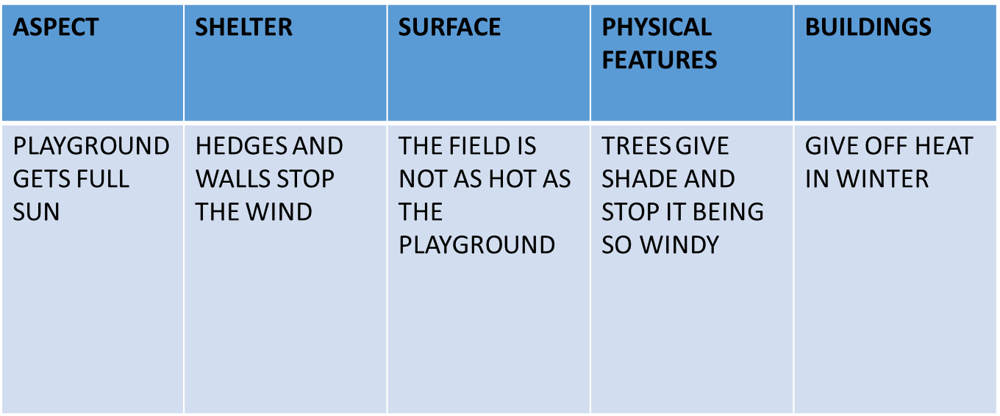 ASPECT
SHELTER
SURFACE
PHYSICAL
FEATURES
BUILDINGS
PLAYGROUND
GETS FULL
SUN
HEDGES AND
WALLS STOP
THE WIND
THE FIELD IS
NOT AS HOT AS
THE
PLAYGROUND
TREES GIVE
SHADE AND
STOP IT BEING
SO WINDY
GIVE OFF HEAT
IN WINTER